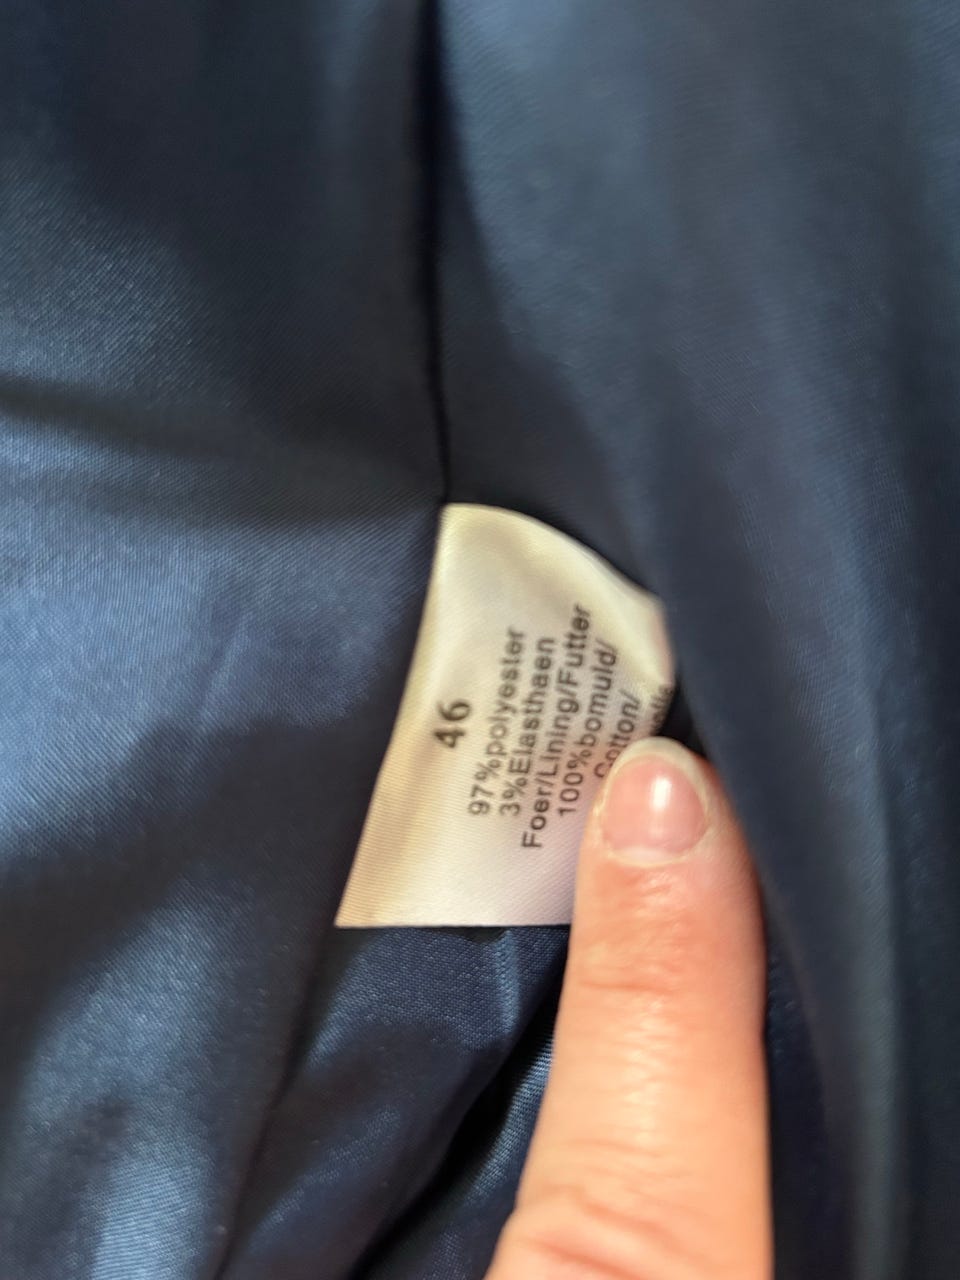 46
97%polyester
3%Elasthaen
Foer/Lining/Futter
100%bomuld/
Cotton/